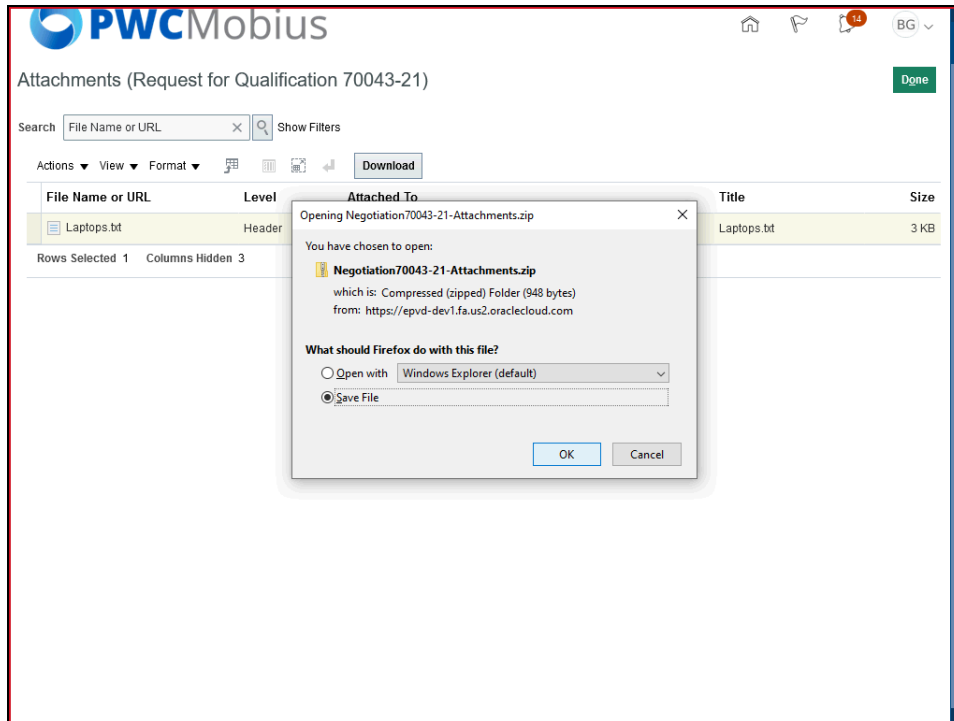 PWCMobius
14
BG
Attachments (Request for Qualification 70043-21)
Done
Search File Name or URL Show Filters
Actions View Format Download
File Name or URL Level Attached To Title Size
Laptops.txt Header Laptops.txt 3 KB
Rows Selected 1 Columns Hidden 3
Opening Negotiation70043-21-Attachments.zip
You have chosen to open:
Negotiation70043-21-Attachments.zip
which is: Compressed (zipped) Folder (948 bytes)
from: https://epvd-dev1.fa.us2.oraclecloud.com
What should Firefox do with this file?
Open with Windows Explorer (default)
Save File
OK Cancel